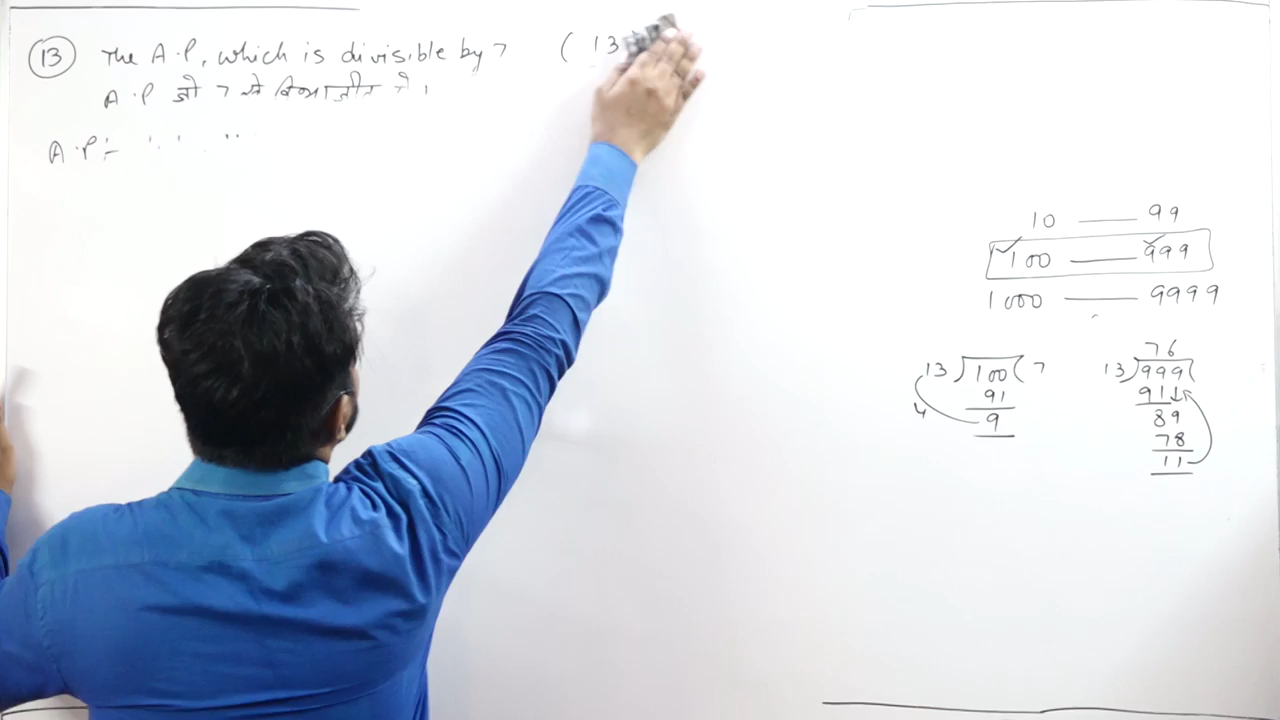 13 The A.P, which is divisible by 7 ( 13
A.P जो 7 से विभाजीत हो ।
A.P:-
10 —— 99
100 —— 999
1000 —— 9999
13 ) 100 ( 7
91
9
4
76
13 ) 999 (
91
89
78
11